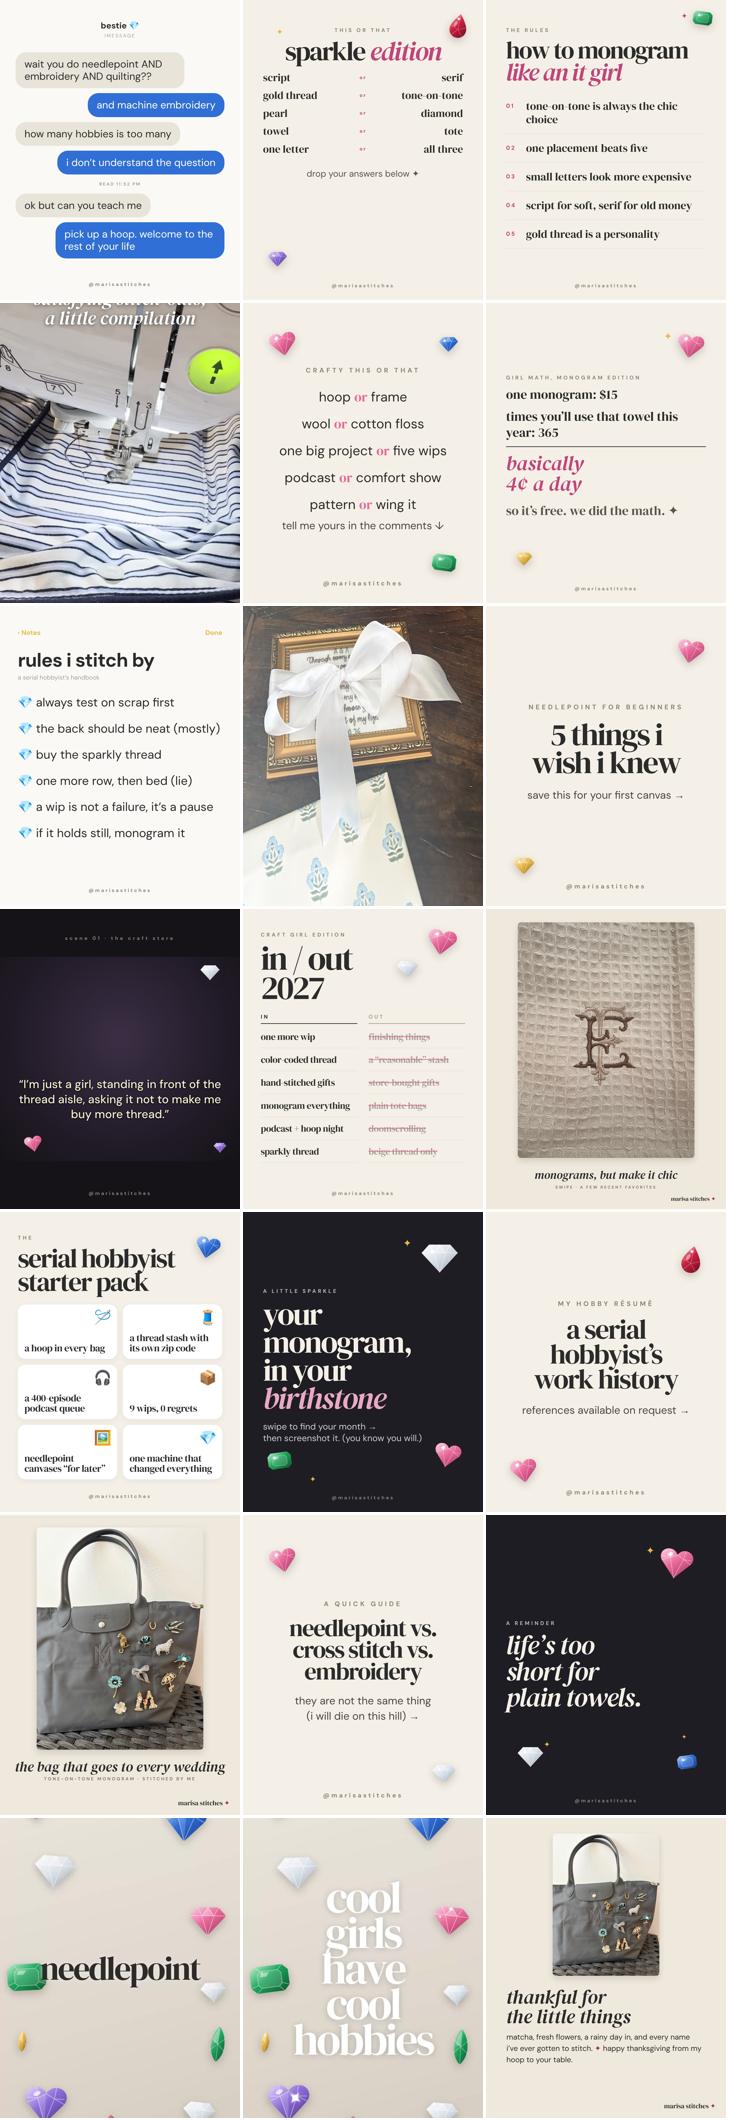 bestie 💎
IMESSAGE
wait you do needlepoint AND
embroidery AND quilting??
and machine embroidery
how many hobbies is too many
i don't understand the question
READ 11:52 PM
ok but can you teach me
pick up a hoop. welcome to the
rest of your life
@marisastitches
THIS OR THAT
sparkle edition
script or serif
gold thread or tone-on-tone
pearl or diamond
towel or tote
one letter or all three
drop your answers below ✦
@marisastitches
THE RULES
how to monogram
like an it girl
01 tone-on-tone is always the chic
choice
02 one placement beats five
03 small letters look more expensive
04 script for soft, serif for old money
05 gold thread is a personality
@marisastitches
a little compilation
5
3
CRAFTY THIS OR THAT
hoop or frame
wool or cotton floss
one big project or five wips
podcast or comfort show
pattern or wing it
tell me yours in the comments ↓
@marisastitches
GIRL MATH, MONOGRAM EDITION
one monogram: $15
times you'll use that towel this
year: 365
basically
4¢ a day
so it's free. we did the math. ✦
@marisastitches
‹ Notes
Done
rules i stitch by
a serial hobbyist's handbook
💎 always test on scrap first
💎 the back should be neat (mostly)
💎 buy the sparkly thread
💎 one more row, then bed (lie)
💎 a wip is not a failure, it's a pause
💎 if it holds still, monogram it
@marisastitches
NEEDLEPOINT FOR BEGINNERS
5 things i
wish i knew
save this for your first canvas →
@marisastitches
scene 01 · the craft store
“I'm just a girl, standing in front of the
thread aisle, asking it not to make me
buy more thread.”
@marisastitches
CRAFT GIRL EDITION
in / out
2027
IN OUT
one more wip finishing things
color-coded thread a “reasonable” stash
hand-stitched gifts store-bought gifts
monogram everything plain tote bags
podcast + hoop night doomscrolling
sparkly thread beige thread only
@marisastitches
E
monograms, but make it chic
SWIPE · A FEW RECENT FAVORITES
marisa stitches ✦
THE
serial hobbyist
starter pack
a hoop in every bag
a thread stash with
its own zip code
a 400-episode
podcast queue
9 wips, 0 regrets
needlepoint
canvases “for later”
one machine that
changed everything
@marisastitches
A LITTLE SPARKLE
your
monogram,
in your
birthstone
swipe to find your month →
then screenshot it. (you know you will.)
@marisastitches
MY HOBBY RÉSUMÉ
a serial
hobbyist's
work history
references available on request →
@marisastitches
the bag that goes to every wedding
TONE-ON-TONE MONOGRAM · STITCHED BY ME
marisa stitches ✦
A QUICK GUIDE
needlepoint vs.
cross stitch vs.
embroidery
they are not the same thing
(i will die on this hill) →
@marisastitches
A REMINDER
life's too
short for
plain towels.
@marisastitches
needlepoint
cool
girls
have
cool
hobbies
thankful for
the little things
matcha, fresh flowers, a rainy day in, and every name
i've ever gotten to stitch. ✦ happy thanksgiving from my
hoop to your table.
marisa stitches ✦